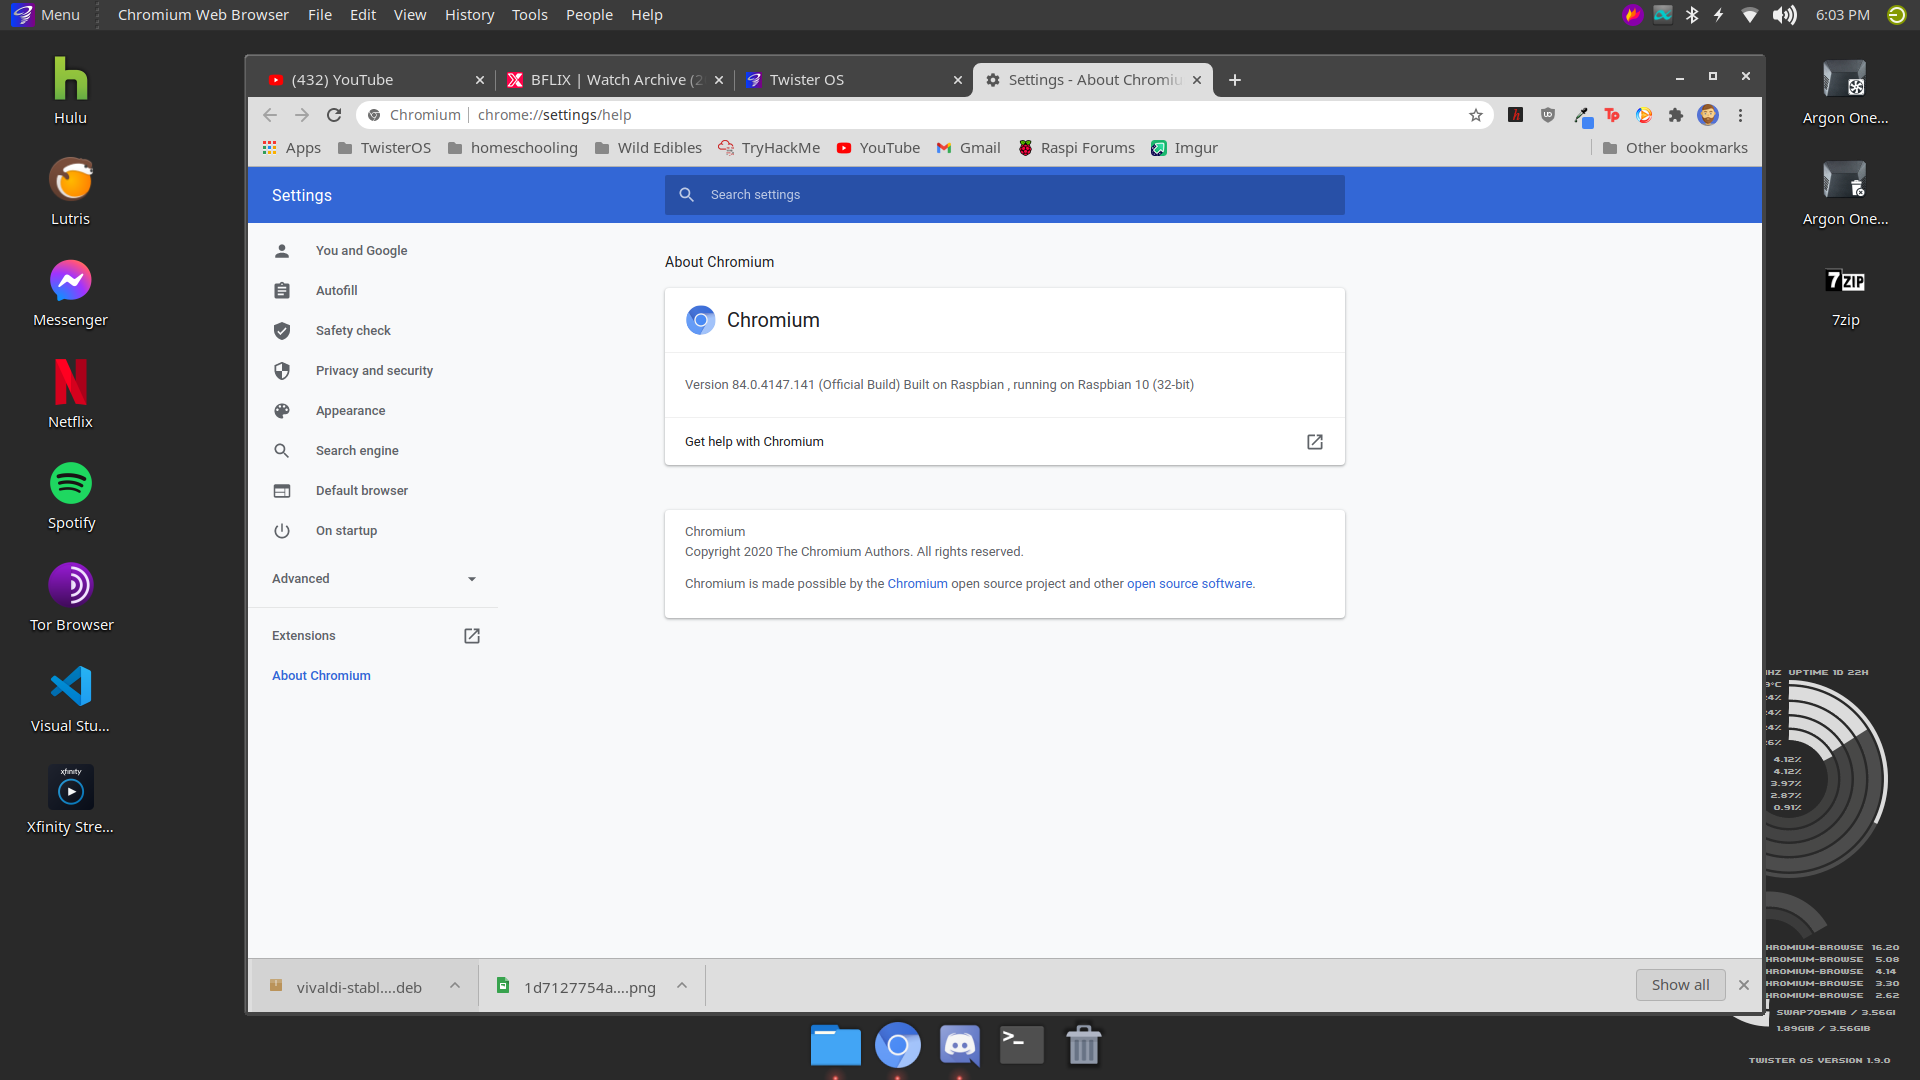 Menu
Chromium Web Browser File Edit View History Tools People Help
6:03 PM
Hulu
Lutris
Messenger
Netflix
Spotify
Tor Browser
Visual Stu...
xfinity
Xfinity Stre...
(432) YouTube
BFLIX | Watch Archive (2
Twister OS
Settings - About Chromiu
Chromium chrome://settings/help
Apps TwisterOS homeschooling Wild Edibles TryHackMe YouTube Gmail Raspi Forums Imgur Other bookmarks
Settings
Search settings
You and Google
Autofill
Safety check
Privacy and security
Appearance
Search engine
Default browser
On startup
Advanced
Extensions
About Chromium
About Chromium
Chromium
Version 84.0.4147.141 (Official Build) Built on Raspbian , running on Raspbian 10 (32-bit)
Get help with Chromium
Chromium
Copyright 2020 The Chromium Authors. All rights reserved.
Chromium is made possible by the Chromium open source project and other open source software.
vivaldi-stabl....deb
1d7127754a....png
Show all
Argon One...
Argon One...
7 ZIP
7zip
HZ UPTIME 1D 22H
9°C
24%
24%
24%
26%
4.12%
4.12%
3.97%
2.87%
0.91%
HROMIUM-BROWSE 16.20
HROMIUM-BROWSE 5.08
HROMIUM-BROWSE 4.14
HROMIUM-BROWSE 3.30
HROMIUM-BROWSE 2.62
SWAP705MIB / 3.56GI
1.89GIB / 3.56GIB
TWISTER OS VERSION 1.9.0